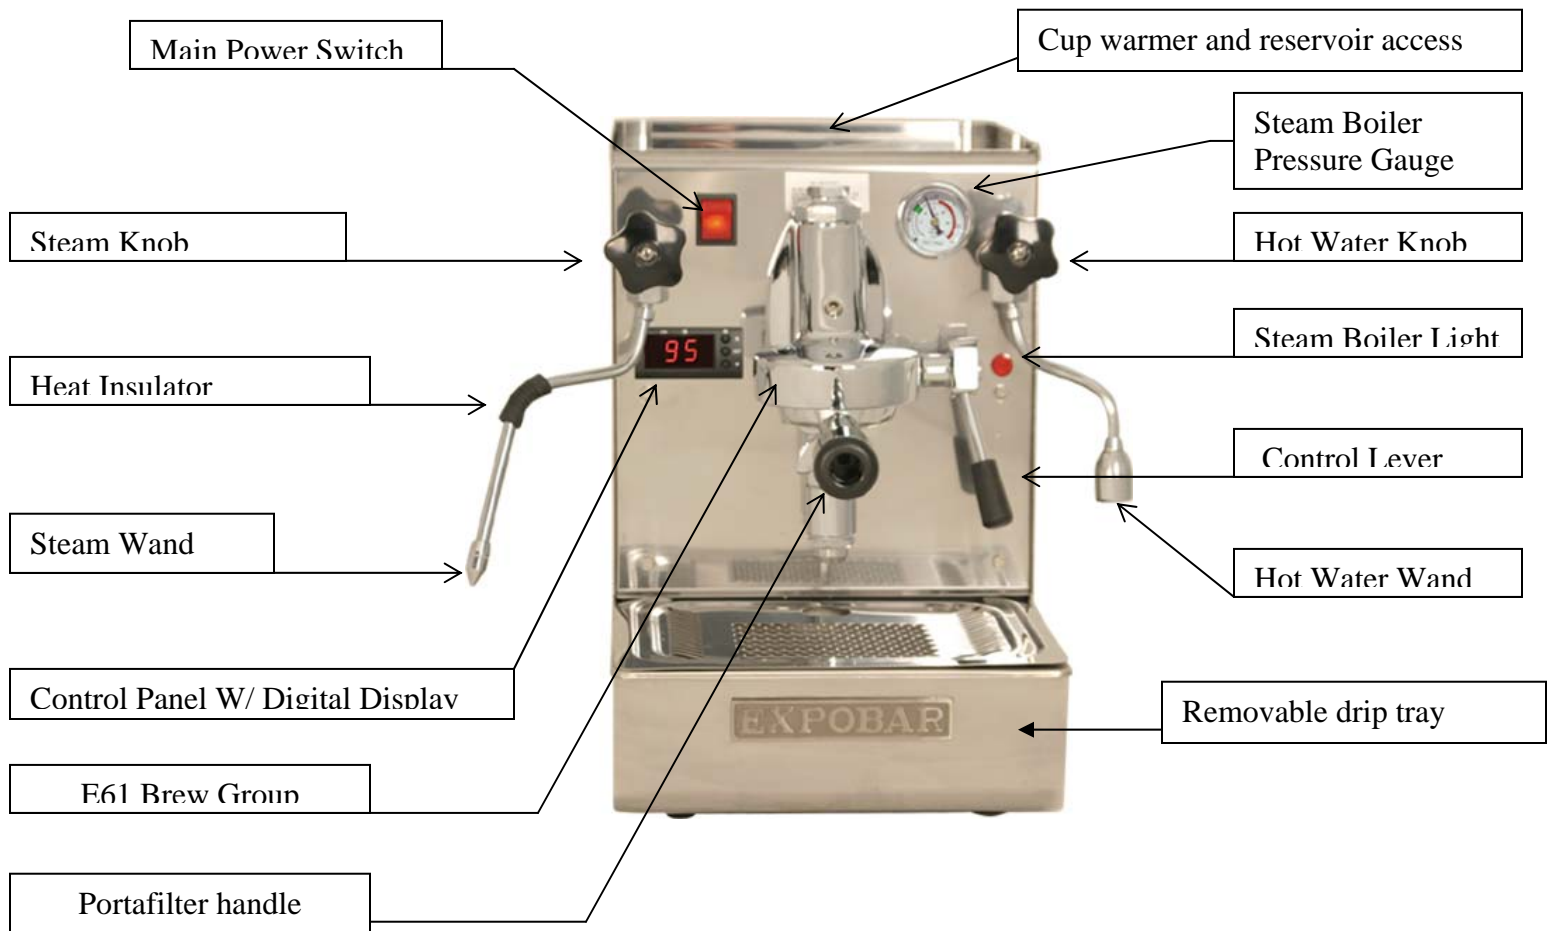 Main Power Switch
Cup warmer and reservoir access
Steam Boiler
Pressure Gauge
Steam Knob
Hot Water Knob
Steam Boiler Light
95
Heat Insulator
Control Lever
Steam Wand
Hot Water Wand
Control Panel W/ Digital Display
Removable drip tray
EXPOBAR
E61 Brew Group
Portafilter handle